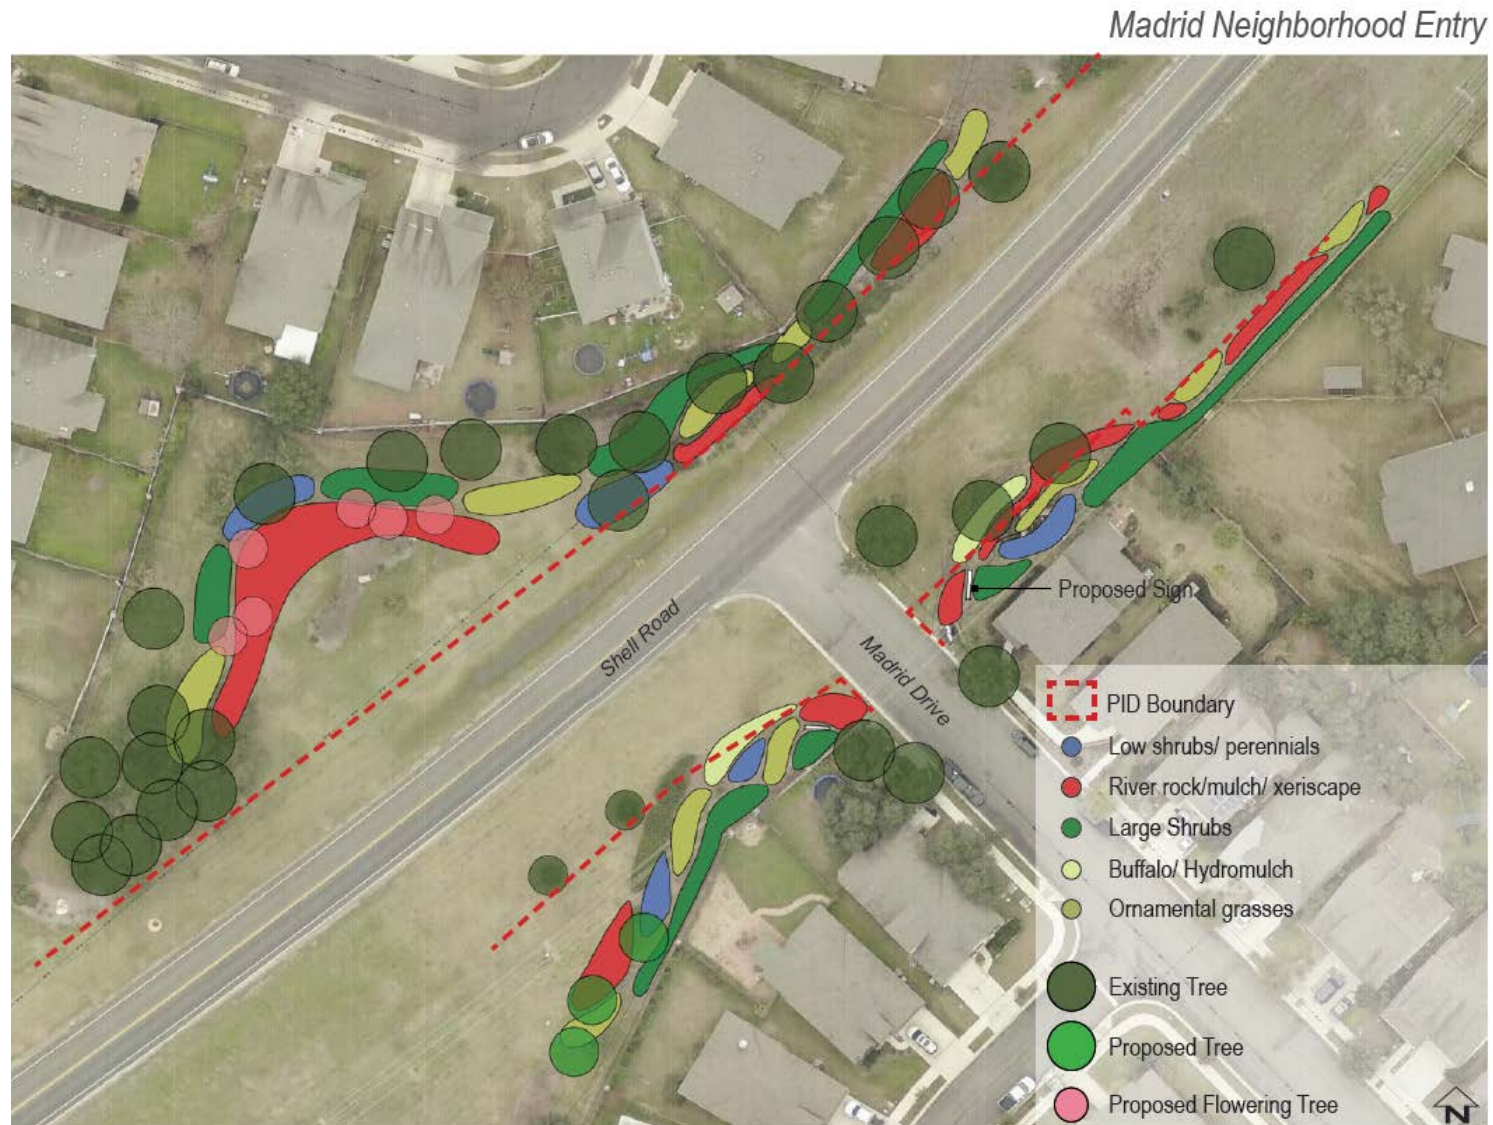 Madrid Neighborhood Entry
Proposed Sign
Shell Road
Madrid Drive
PID Boundary
Low shrubs/ perennials
River rock/mulch/ xeriscape
Large Shrubs
Buffalo/ Hydromulch
Ornamental grasses
Existing Tree
Proposed Tree
Proposed Flowering Tree
N